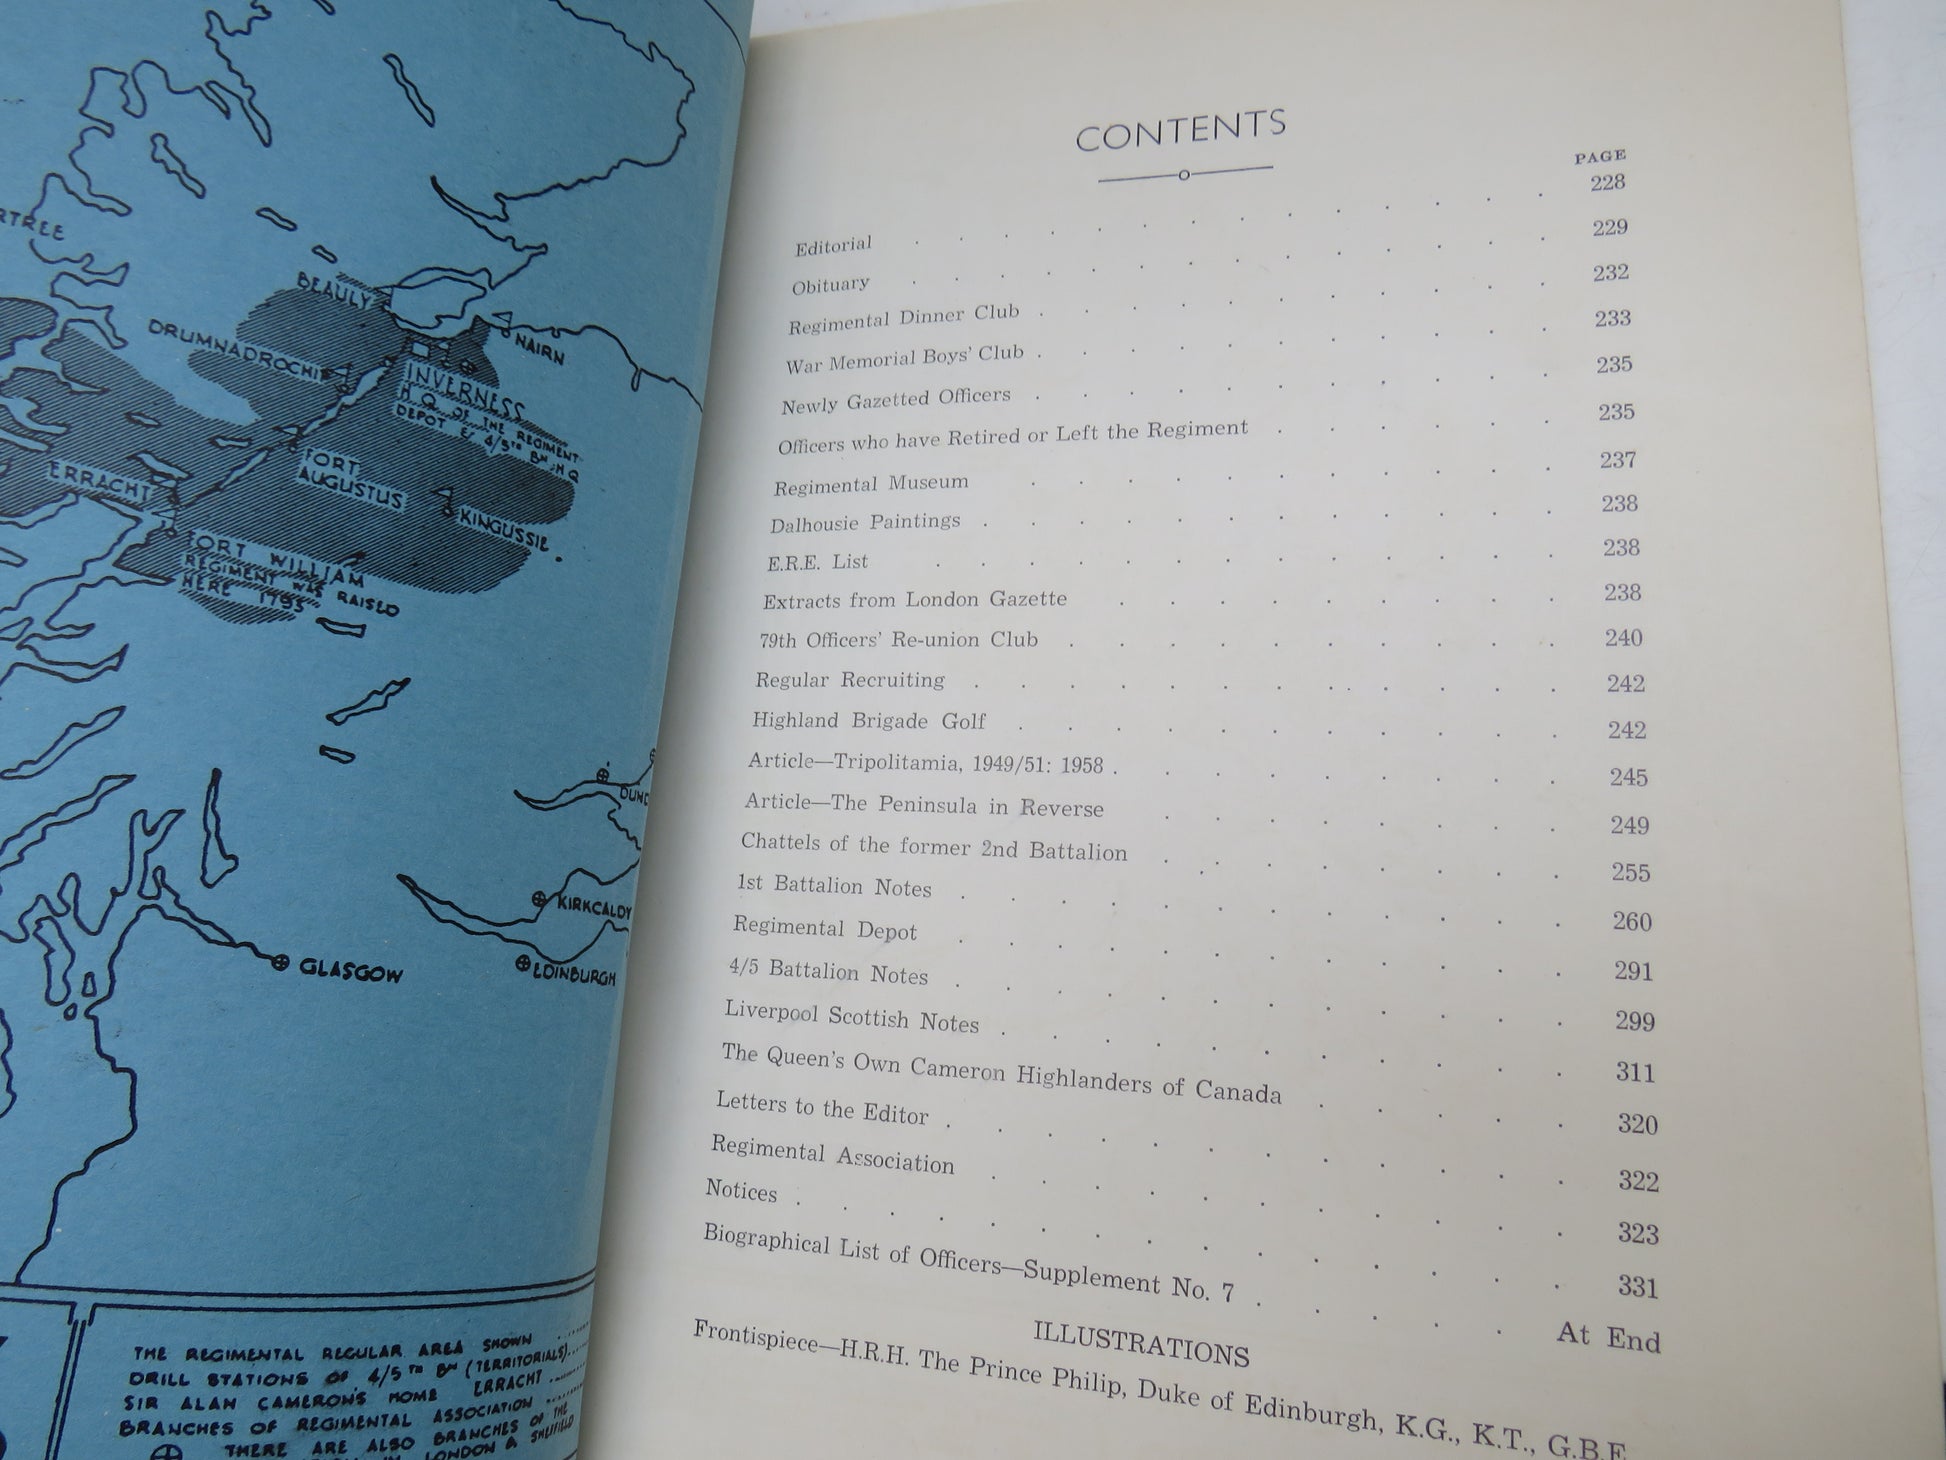 RTREE
BEAULY
DRUMNADROCHIT
NAIRN
INVERNESS
H.Q. OF THE REGIMENT
DEPOT & 4/5TH BN. H.Q
ERRACHT
FORT
AUGUSTUS
KINGUSSIE
FORT WILLIAM
REGIMENT WAS RAISED
HERE 1793
DUND
KIRKCALDY
GLASGOW
EDINBURGH
THE REGIMENTAL REGULAR AREA SHOWN
DRILL STATIONS OF 4/5TH BN (TERRITORIALS)
SIR ALAN CAMERON'S HOME ERRACHT
BRANCHES OF REGIMENTAL ASSOCIATION
THERE ARE ALSO BRANCHES OF THE
LONDON & SHEFFIELD
CONTENTS
PAGE
Editorial . . . 228
Obituary . . . 229
Regimental Dinner Club . . . 232
War Memorial Boys' Club . . . 233
Newly Gazetted Officers . . . 235
Officers who have Retired or Left the Regiment . . . 235
Regimental Museum . . . 237
Dalhousie Paintings . . . 238
E.R.E. List . . . 238
Extracts from London Gazette . . . 238
79th Officers' Re-union Club . . . 240
Regular Recruiting . . . 242
Highland Brigade Golf . . . 242
Article—Tripolitamia, 1949/51: 1958 . . . 245
Article—The Peninsula in Reverse . . . 249
Chattels of the former 2nd Battalion . . . 255
1st Battalion Notes . . . 260
Regimental Depot . . . 291
4/5 Battalion Notes . . . 299
Liverpool Scottish Notes . . . 311
The Queen's Own Cameron Highlanders of Canada . . . 320
Letters to the Editor . . . 322
Regimental Association . . . 323
Notices . . . 331
Biographical List of Officers—Supplement No. 7 . . . At End
ILLUSTRATIONS
Frontispiece—H.R.H. The Prince Philip, Duke of Edinburgh, K.G., K.T., G.B.E